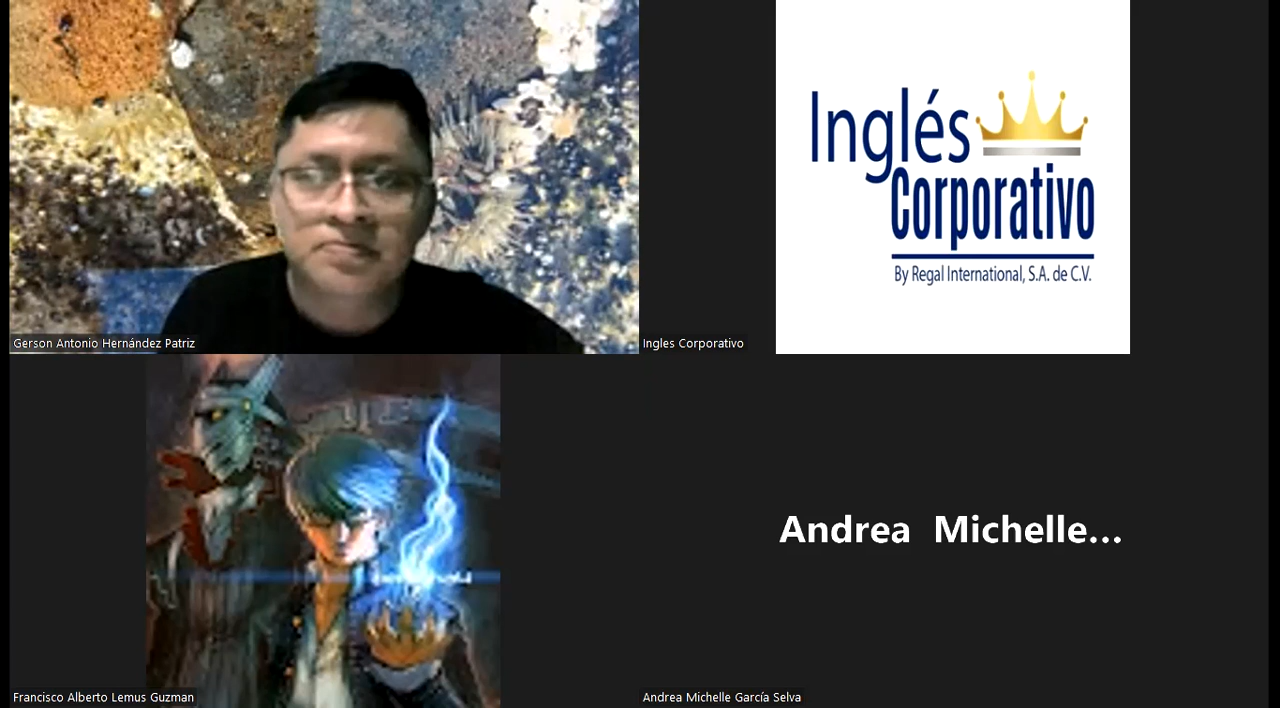 Inglés
Corporativo
By Regal International, S.A. de C.V.
Gerson Antonio Hernández Patriz
Ingles Corporativo
Andrea Michelle...
Francisco Alberto Lemus Guzman
Andrea Michelle García Selva